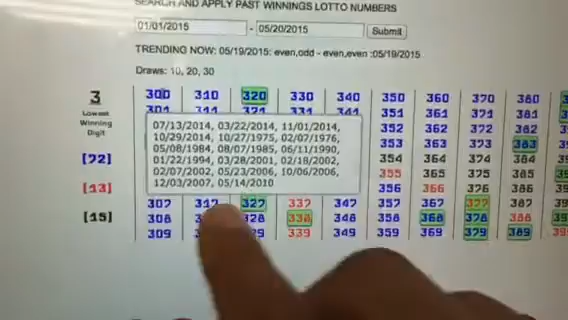 SEARCH AND APPLY PAST WINNINGS LOTTO NUMBERS
01/01/2015 - 05/20/2015 Submit
TRENDING NOW: 05/19/2015: even,odd - even,even :05/19/2015
Draws: 10, 20, 30
3 300 310 320 330 340 350 360 370 380
Lowest 301 311 321 331 341 351 361 371 381
Winning 352 362 372 382
Digit 353 363 373 383
07/13/2014, 03/22/2014, 11/01/2014,
10/29/2014, 10/27/1975, 02/07/1976,
05/08/1984, 08/07/1985, 06/11/1990,
01/22/1994, 03/28/2001, 02/18/2002,
02/07/2002, 05/23/2006, 10/06/2006,
12/03/2007, 05/14/2010
[22] 354 364 374 384
355 365 375 385
[13] 356 366 376 386
307 317 327 337 347 357 367 377 387
[15] 308 328 338 348 358 368 378 388
309 339 349 359 369 379 389